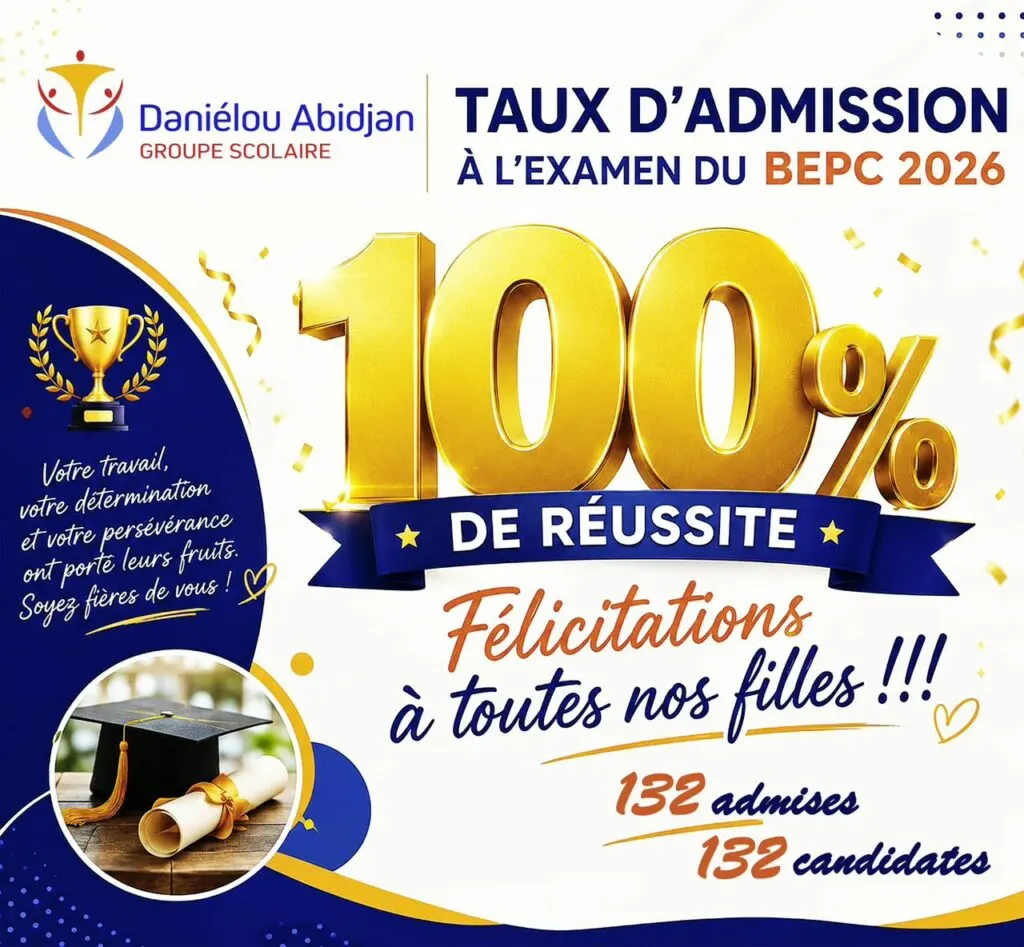 Daniélou Abidjan
GROUPE SCOLAIRE
TAUX D'ADMISSION
À L'EXAMEN DU BEPC 2026
100%
DE RÉUSSITE
Votre travail,
votre détermination
et votre persévérance
ont porté leurs fruits.
Soyez fières de vous !
Félicitations
à toutes nos filles !!!
132 admises
132 candidates